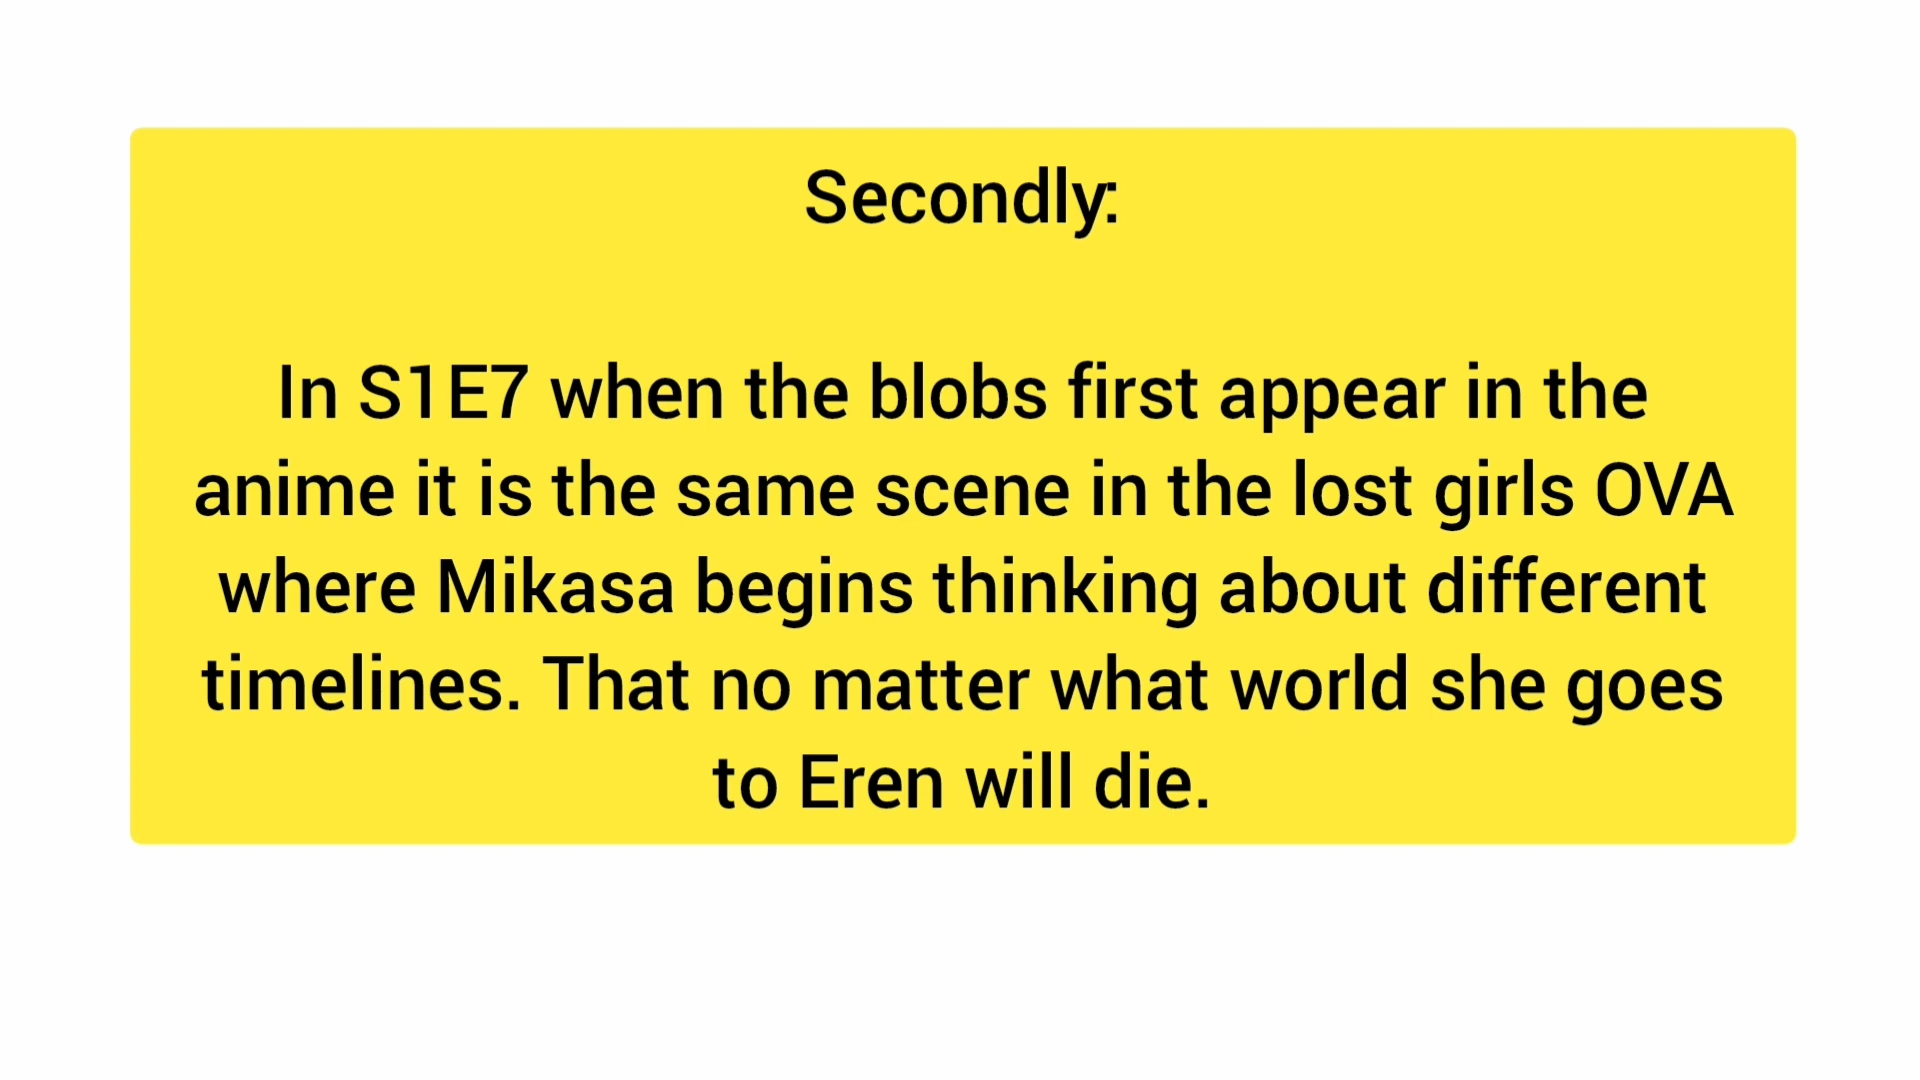 Secondly:
In S1E7 when the blobs first appear in the
anime it is the same scene in the lost girls OVA
where Mikasa begins thinking about different
timelines. That no matter what world she goes
to Eren will die.